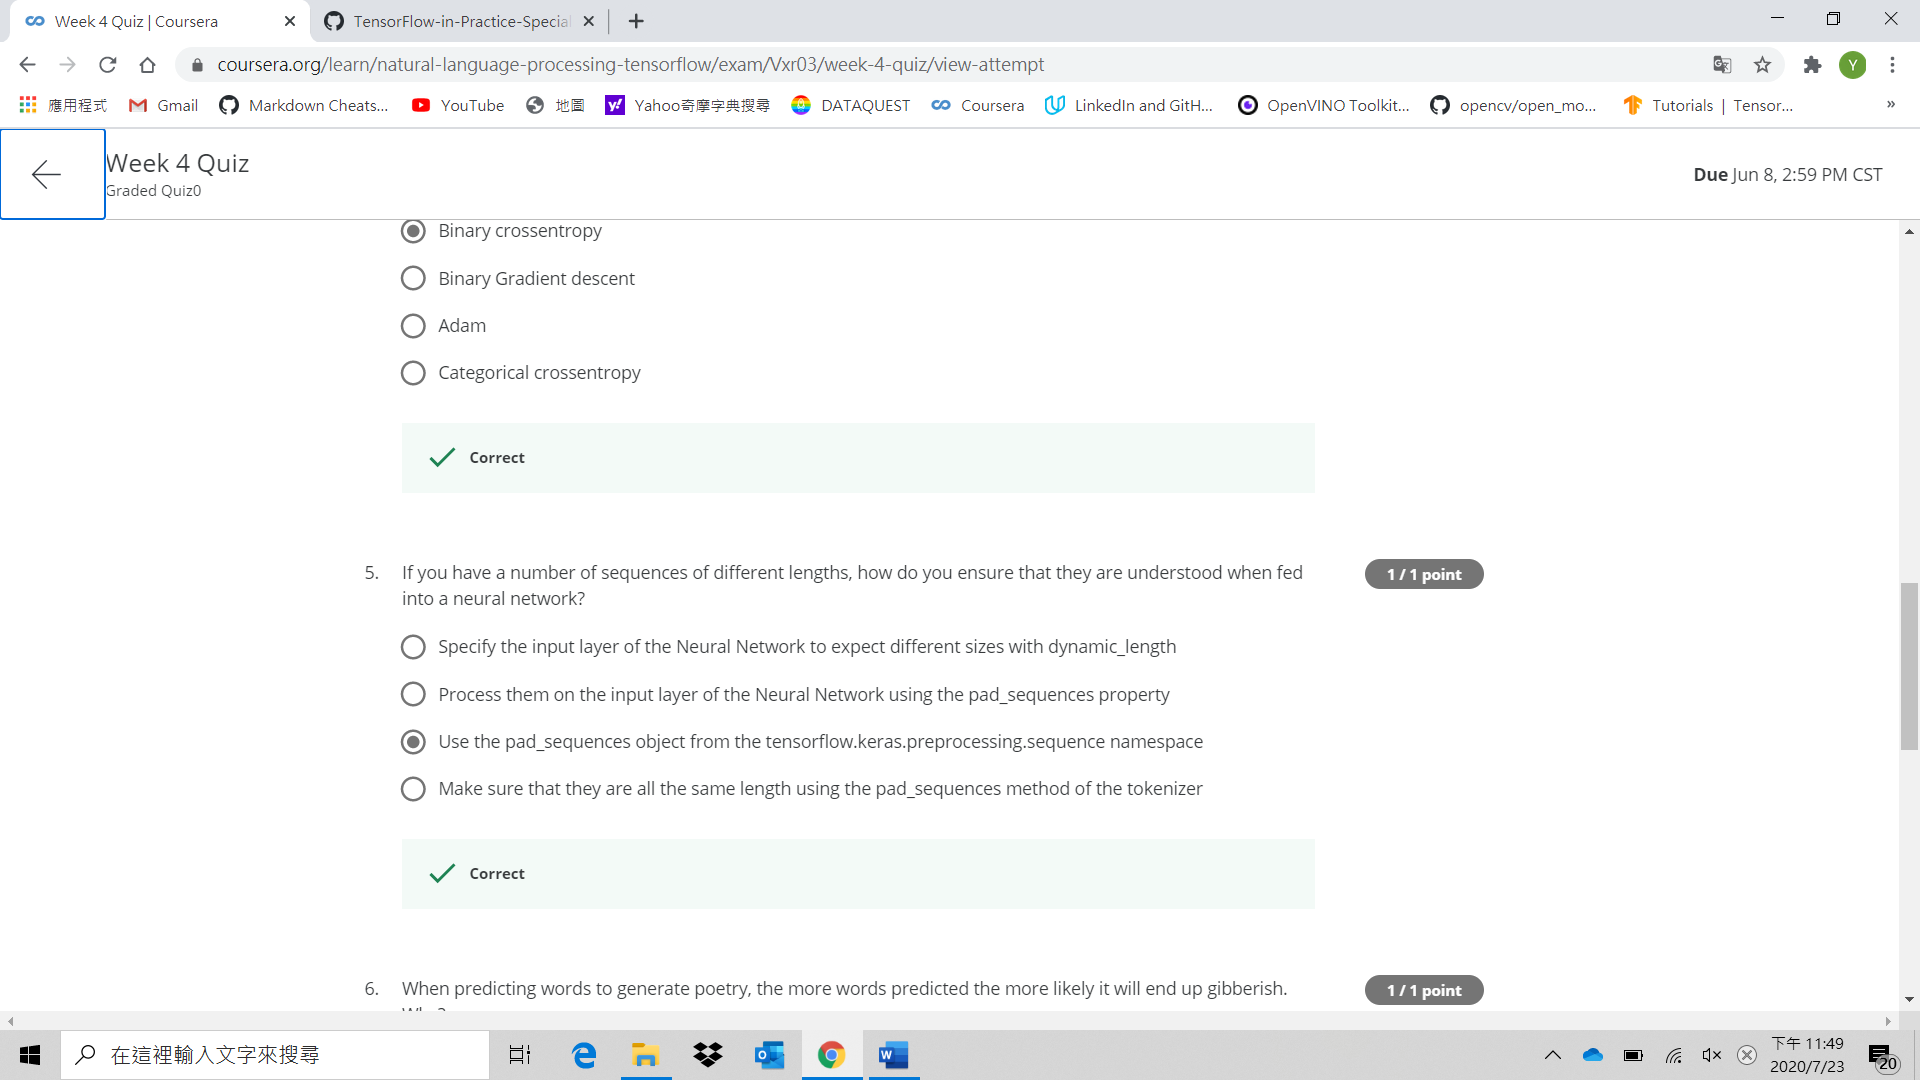 Week 4 Quiz | Coursera
TensorFlow-in-Practice-Special
coursera.org/learn/natural-language-processing-tensorflow/exam/Vxr03/week-4-quiz/view-attempt
Y
應用程式
Gmail
Markdown Cheats...
YouTube
地圖
Yahoo奇摩字典搜尋
DATAQUEST
Coursera
LinkedIn and GitH...
OpenVINO Toolkit...
opencv/open_mo...
Tutorials | Tensor...
»
Week 4 Quiz
Graded Quiz0
Due Jun 8, 2:59 PM CST
Binary crossentropy
Binary Gradient descent
Adam
Categorical crossentropy
Correct
5. If you have a number of sequences of different lengths, how do you ensure that they are understood when fed
into a neural network?
1 / 1 point
Specify the input layer of the Neural Network to expect different sizes with dynamic_length
Process them on the input layer of the Neural Network using the pad_sequences property
Use the pad_sequences object from the tensorflow.keras.preprocessing.sequence namespace
Make sure that they are all the same length using the pad_sequences method of the tokenizer
Correct
6. When predicting words to generate poetry, the more words predicted the more likely it will end up gibberish.
1 / 1 point
在這裡輸入文字來搜尋
下午 11:49
2020/7/23
20